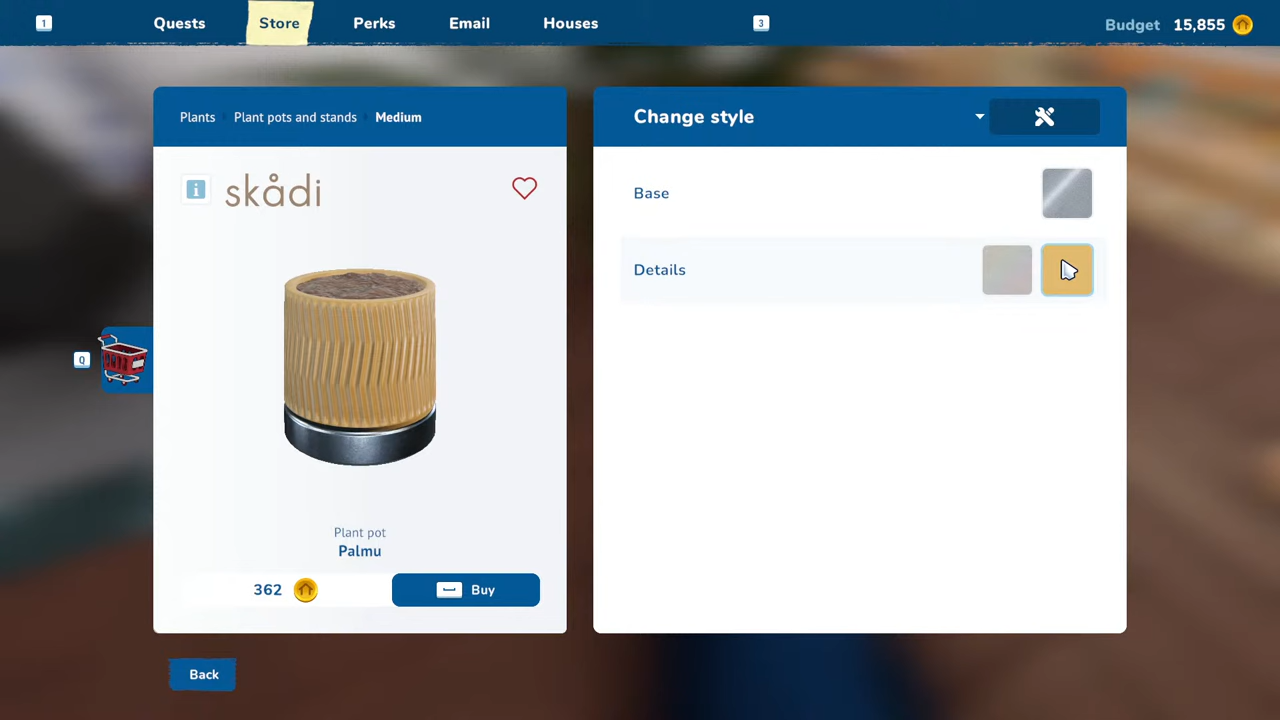 1
Quests
Store
Perks
Email
Houses
3
Budget 15,855
Plants
Plant pots and stands
Medium
i
skådi
Q
Plant pot
Palmu
362
Buy
Back
Change style
Base
Details